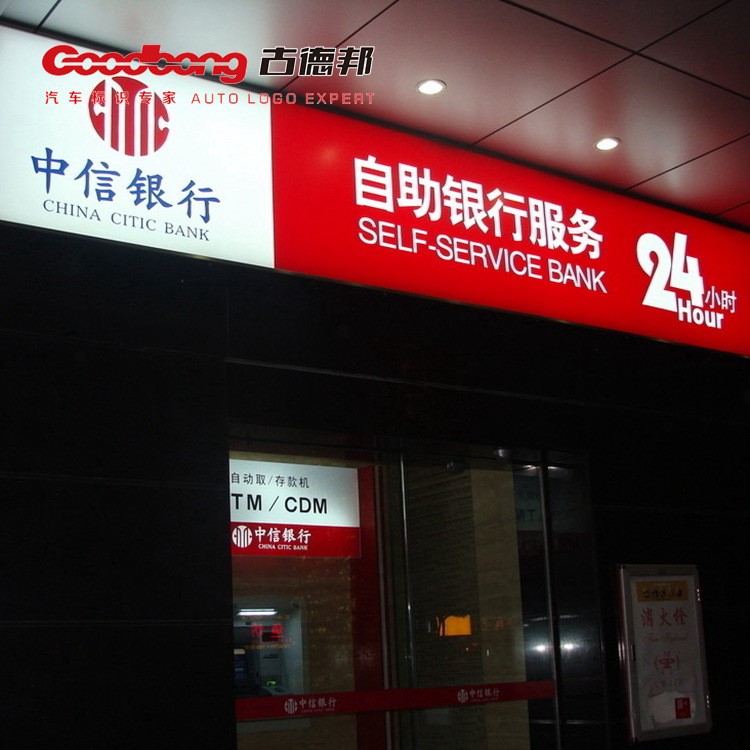 Goodbong 古德邦
汽车标识专家 AUTO LOGO EXPERT
中信银行
CHINA CITIC BANK
自助银行服务
SELF-SERVICE BANK
24小时
Hour
自动取/存款机
TM / CDM
中信银行
CHINA CITIC BANK
中信银行
中信银行
消火栓